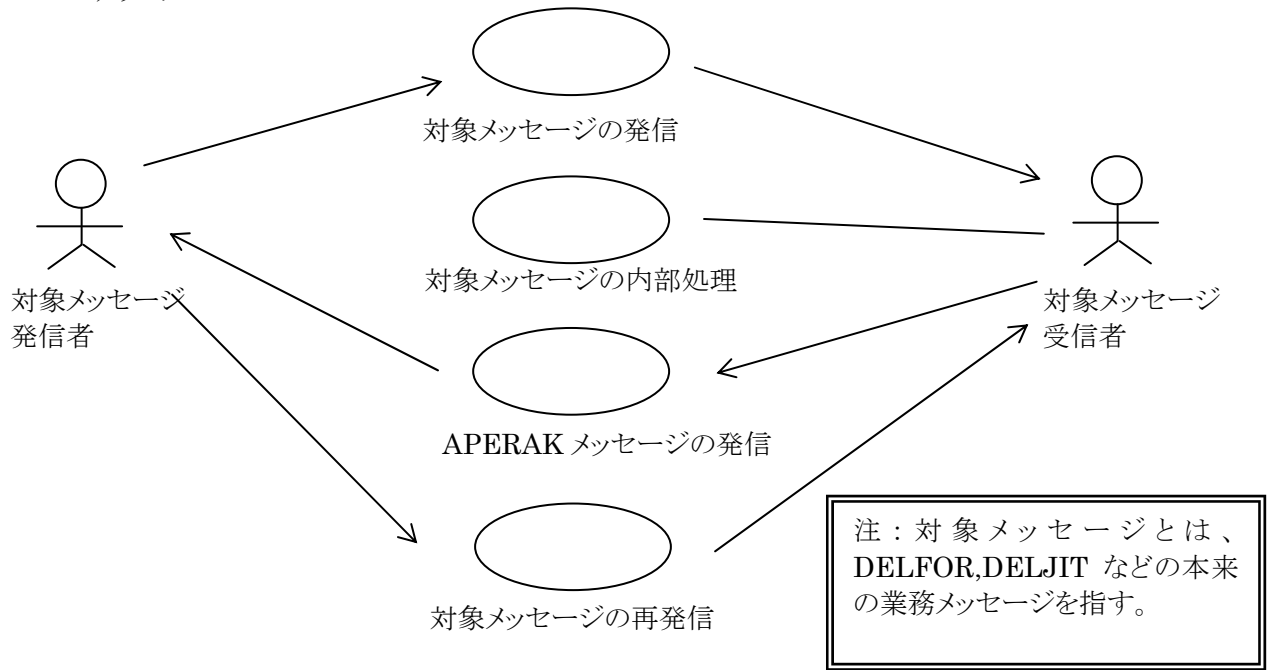 対象メッセージの発信
対象メッセージの内部処理
対象メッセージ
発信者
対象メッセージ
受信者
APERAK メッセージの発信
対象メッセージの再発信
注：対象メッセージとは、
DELFOR,DELJIT などの本来
の業務メッセージを指す。